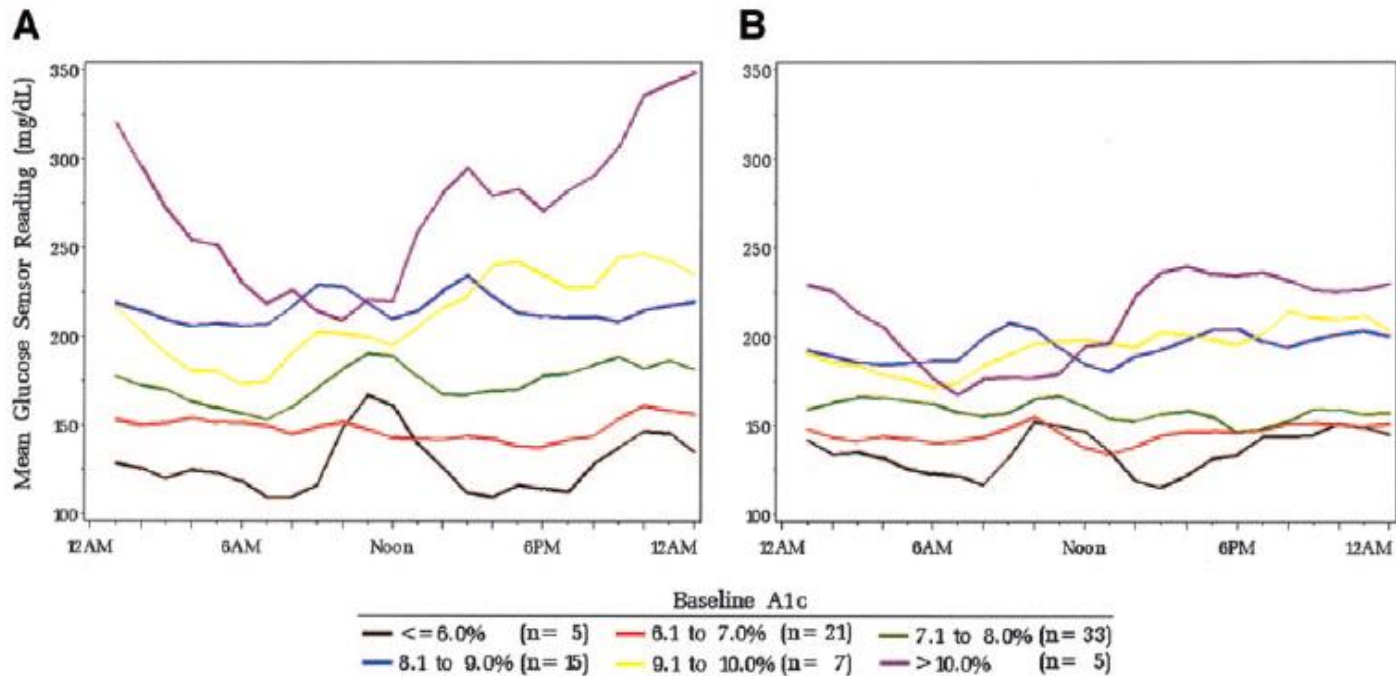 A
B
Mean Glucose Sensor Reading (mg/dL)
350
300
250
200
150
100
12AM 6AM Noon 6PM 12AM
350
300
250
200
150
100
12AM 6AM Noon 6PM 12AM
Baseline A1c
<=6.0% (n= 5) 6.1 to 7.0% (n= 21) 7.1 to 8.0% (n= 33)
8.1 to 9.0% (n= 15) 9.1 to 10.0% (n= 7) >10.0% (n= 5)